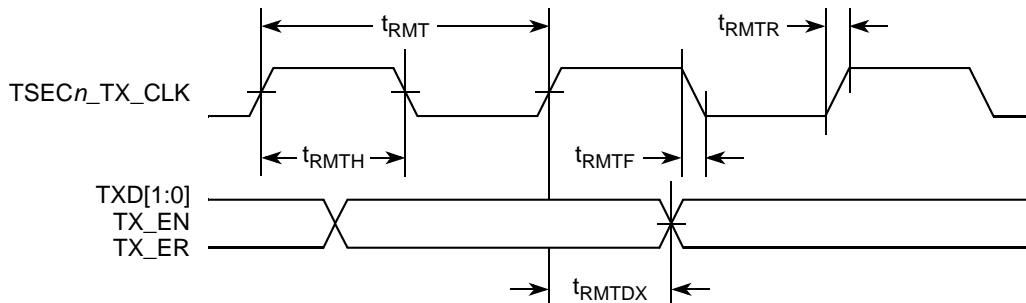 tRMT
tRMTR
TSECn_TX_CLK
tRMTH
tRMTF
TXD[1:0]
TX_EN
TX_ER
tRMTDX